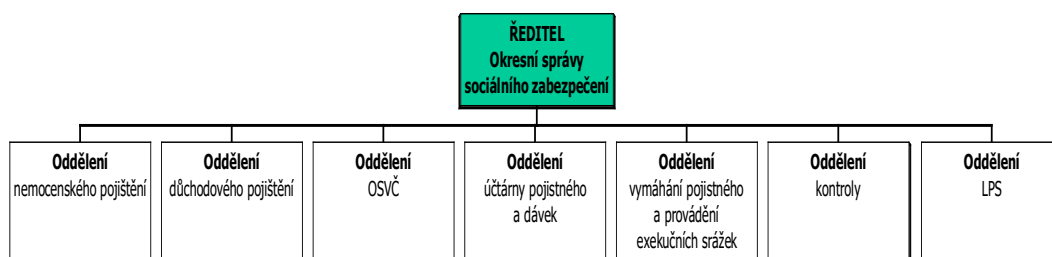 ŘEDITEL
Okresní správy
sociálního zabezpečení
Oddělení
nemocenského pojištění
Oddělení
důchodového pojištění
Oddělení
OSVČ
Oddělení
účtárny pojistného
a dávek
Oddělení
vymáhání pojistného
a provádění
exekučních srážek
Oddělení
kontroly
Oddělení
LPS